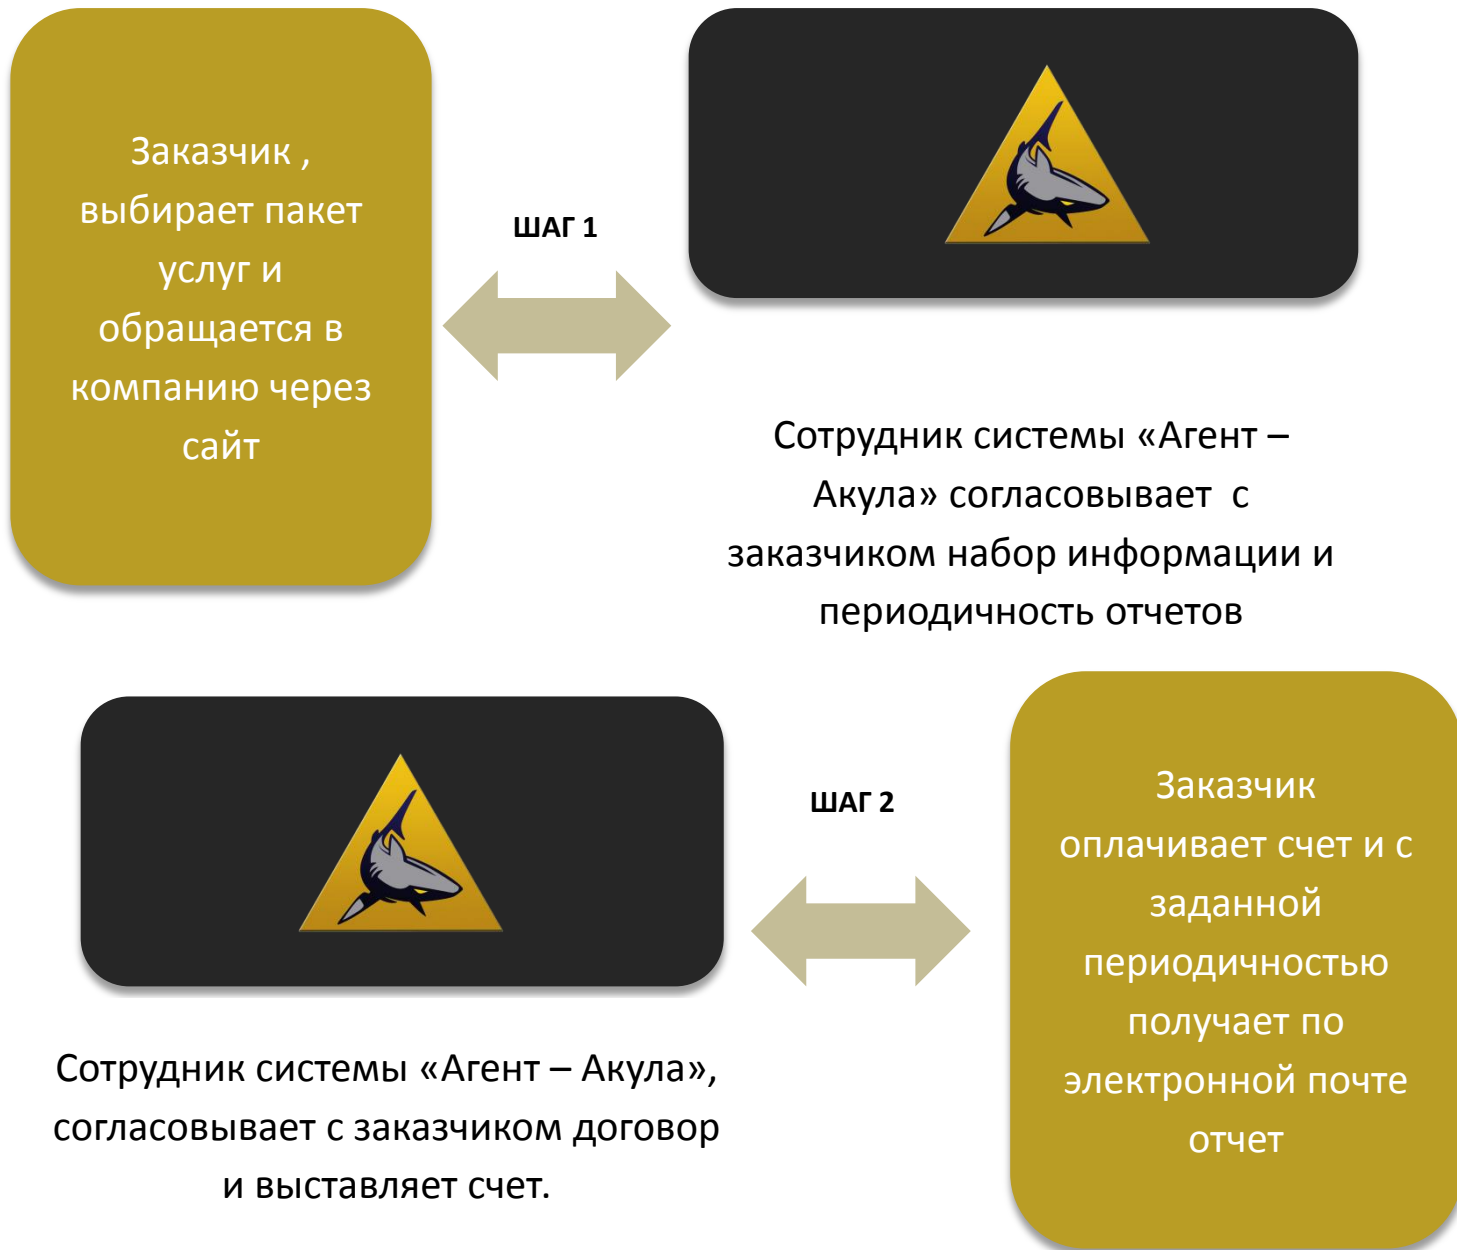 Заказчик ,
выбирает пакет
услуг и
обращается в
компанию через
сайт
ШАГ 1
Сотрудник системы «Агент –
Акула» согласовывает  с
заказчиком набор информации и
периодичность отчетов
ШАГ 2
Сотрудник системы «Агент – Акула»,
согласовывает с заказчиком договор
и выставляет счет.
Заказчик
оплачивает счет и с
заданной
периодичностью
получает по
электронной почте
отчет